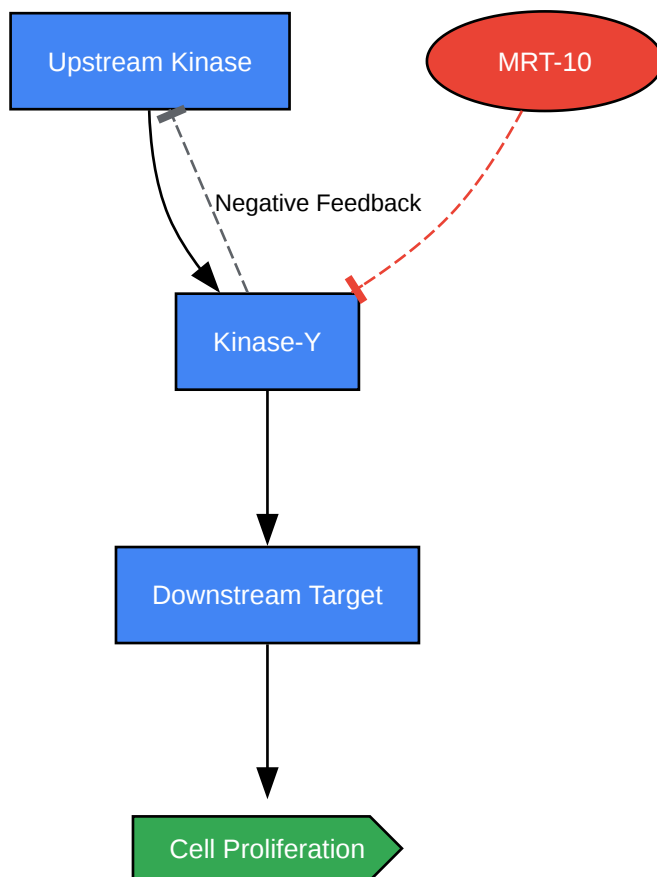 Upstream Kinase
MRT-10
Negative Feedback
Kinase-Y
Downstream Target
Cell Proliferation